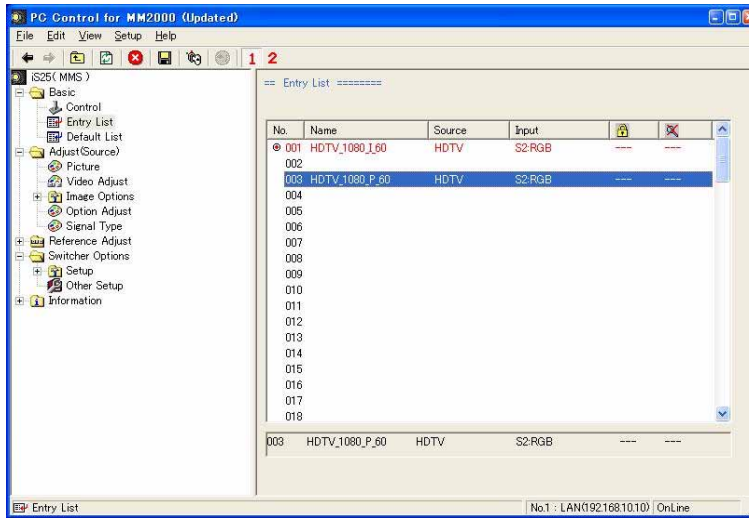 PC Control for MM2000 (Updated)
File Edit View Setup Help
1 2
iS25( MMS )
Basic
Control
Entry List
Default List
Adjust(Source)
Picture
Video Adjust
Image Options
Option Adjust
Signal Type
Reference Adjust
Switcher Options
Setup
Other Setup
Information
== Entry List ========
No. Name Source Input
001 HDTV_1080_I_60 HDTV S2:RGB --- ---
002
003 HDTV_1080_P_60 HDTV S2:RGB --- ---
004
005
006
007
008
009
010
011
012
013
014
015
016
017
018
003 HDTV_1080_P_60 HDTV S2:RGB --- ---
Entry List No.1 : LAN(192.168.10.10) OnLine